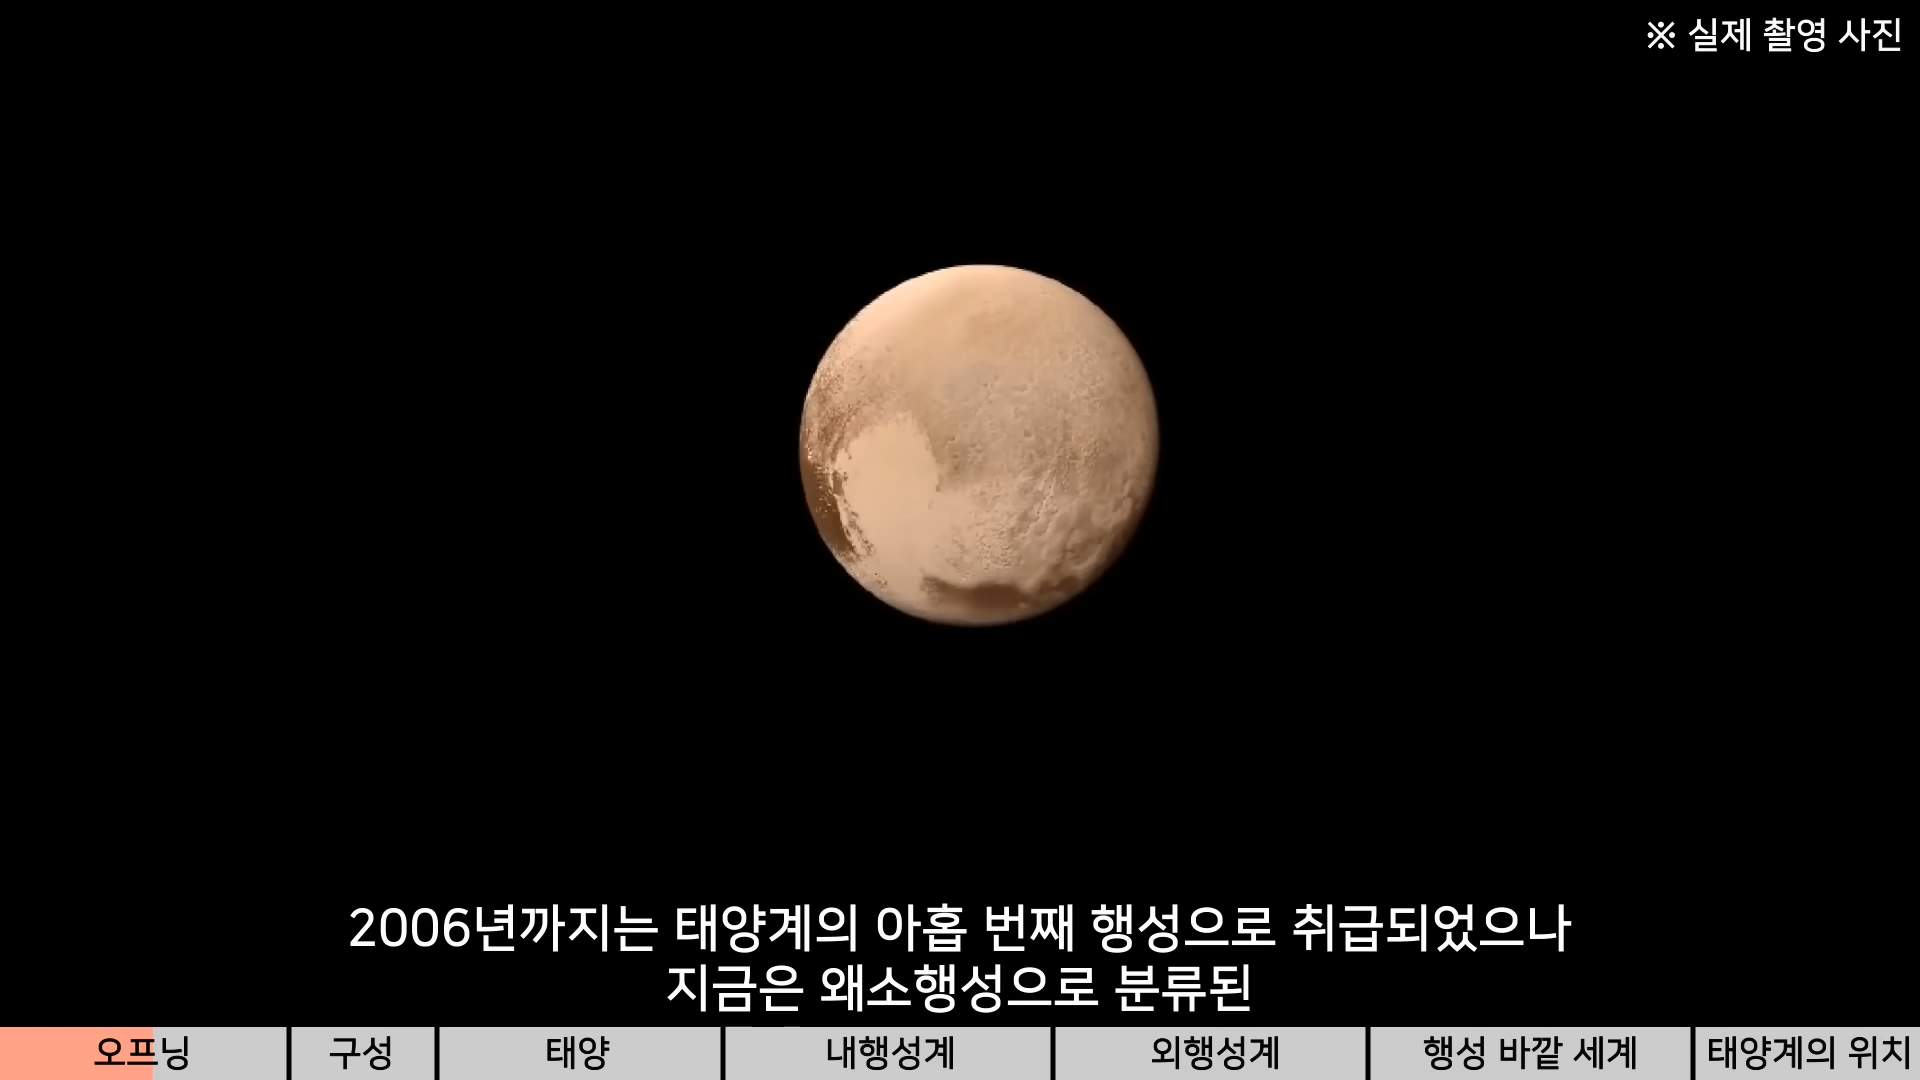 ※ 실제 촬영 사진
2006년까지는 태양계의 아홉 번째 행성으로 취급되었으나
지금은 왜소행성으로 분류된
오프닝 구성 태양 내행성계 외행성계 행성 바깥 세계 태양계의 위치